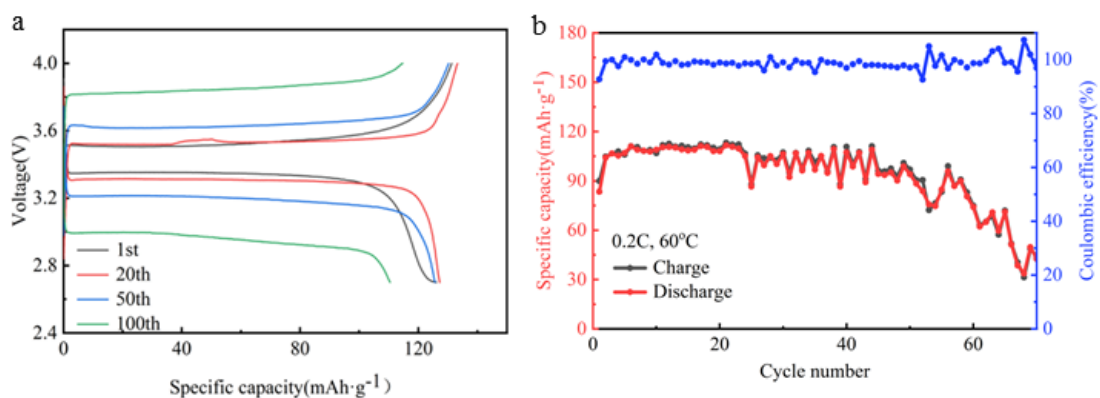 a
4.0
3.6
3.2
2.8
2.4
Voltage(V)
1st
20th
50th
100th
0
40
80
120
Specific capacity(mAh·g-1)
b
180
150
120
90
60
30
0
Specific capacity(mAh·g-1)
0.2C, 60oC
Charge
Discharge
0
20
40
60
Cycle number
100
80
60
40
20
0
Coulombic efficiency(%)